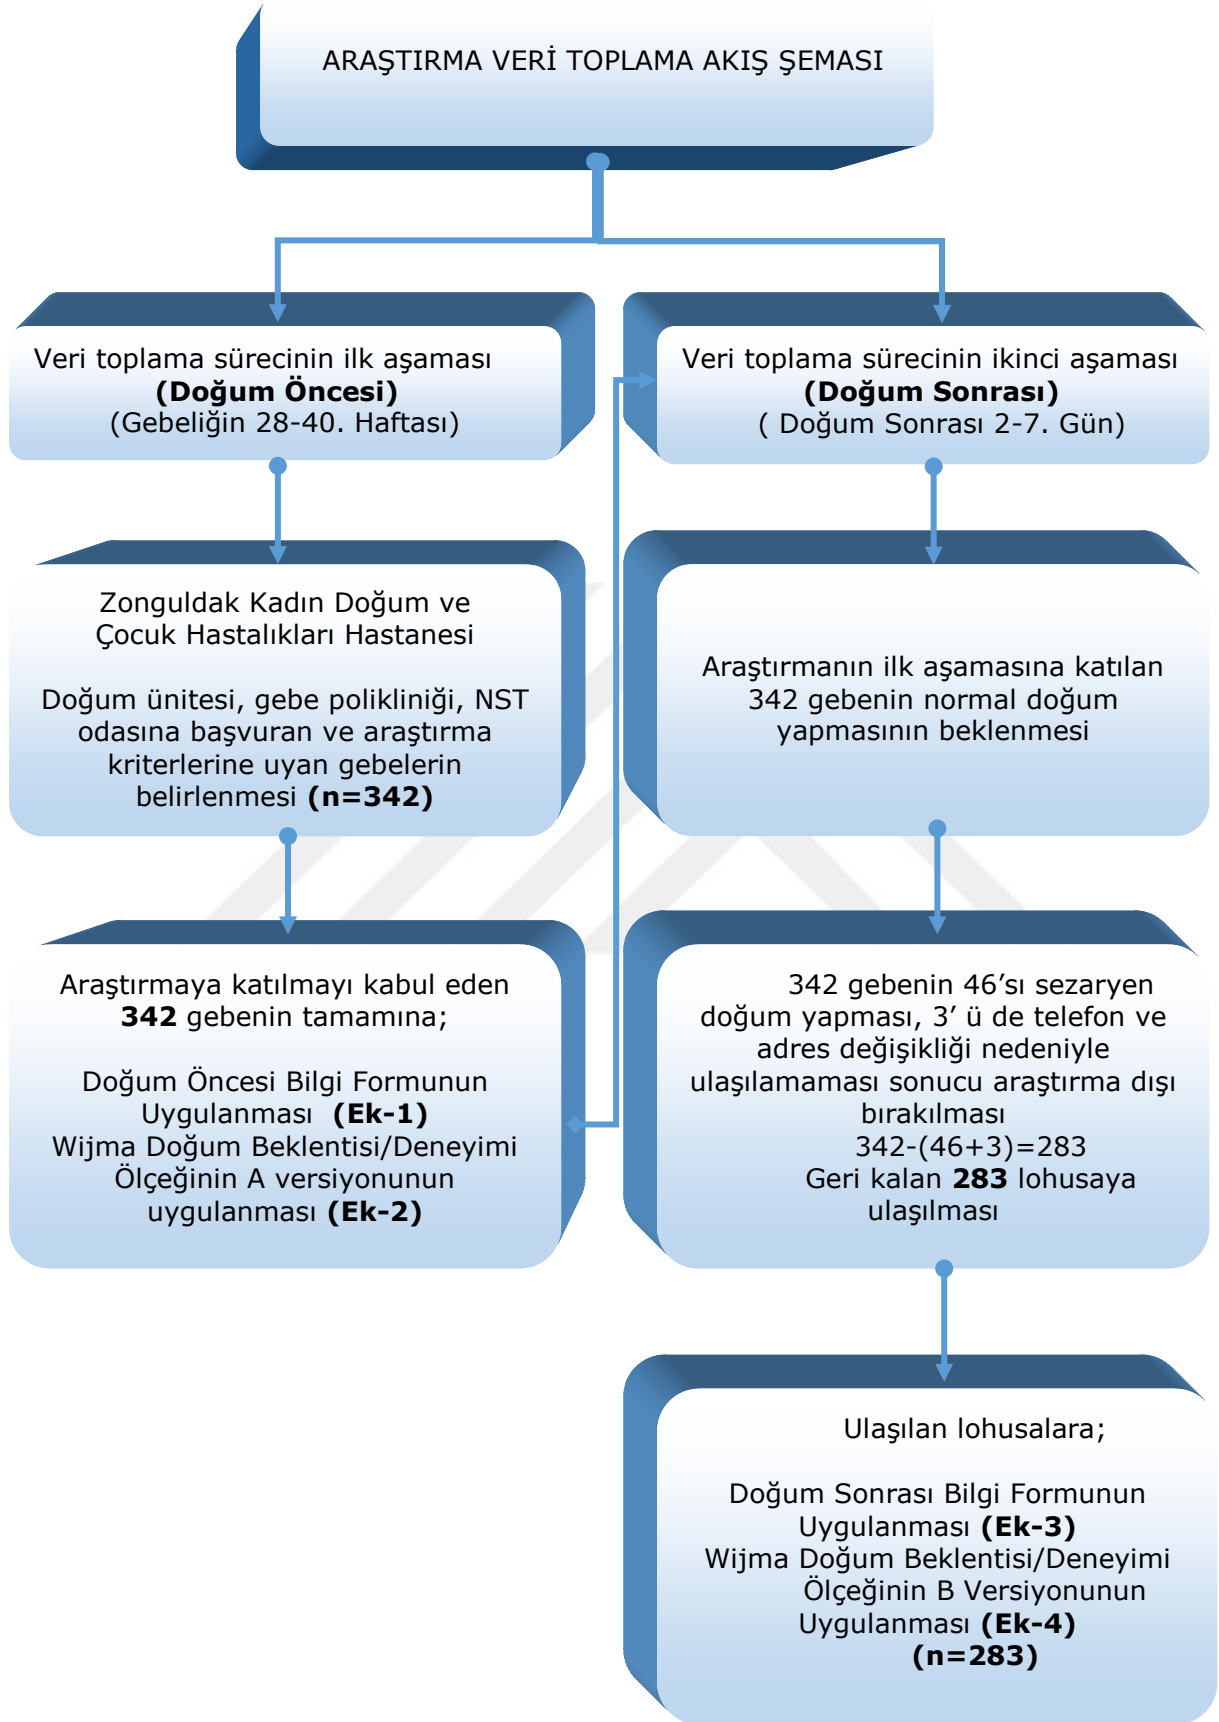 ARAŞTIRMA VERİ TOPLAMA AKIŞ ŞEMASI
Veri toplama sürecinin ilk aşaması
(Doğum Öncesi)
(Gebeliğin 28-40. Haftası)
Zonguldak Kadın Doğum ve
Çocuk Hastalıkları Hastanesi
Doğum ünitesi, gebe polikliniği, NST
odasına başvuran ve araştırma
kriterlerine uyan gebelerin
belirlenmesi (n=342)
Araştırmaya katılmayı kabul eden
342 gebenin tamamına;
Doğum Öncesi Bilgi Formunun
Uygulanması (Ek-1)
Wijma Doğum Beklentisi/Deneyimi
Ölçeğinin A versiyonunun
uygulanması (Ek-2)
Veri toplama sürecinin ikinci aşaması
(Doğum Sonrası)
( Doğum Sonrası 2-7. Gün)
Araştırmanın ilk aşamasına katılan
342 gebenin normal doğum
yapmasının beklenmesi
342 gebenin 46’sı sezaryen
doğum yapması, 3’ ü de telefon ve
adres değişikliği nedeniyle
ulaşılamaması sonucu araştırma dışı
bırakılması
342-(46+3)=283
Geri kalan 283 lohusaya
ulaşılması
Ulaşılan lohusalara;
Doğum Sonrası Bilgi Formunun
Uygulanması (Ek-3)
Wijma Doğum Beklentisi/Deneyimi
Ölçeğinin B Versiyonunun
Uygulanması (Ek-4)
(n=283)